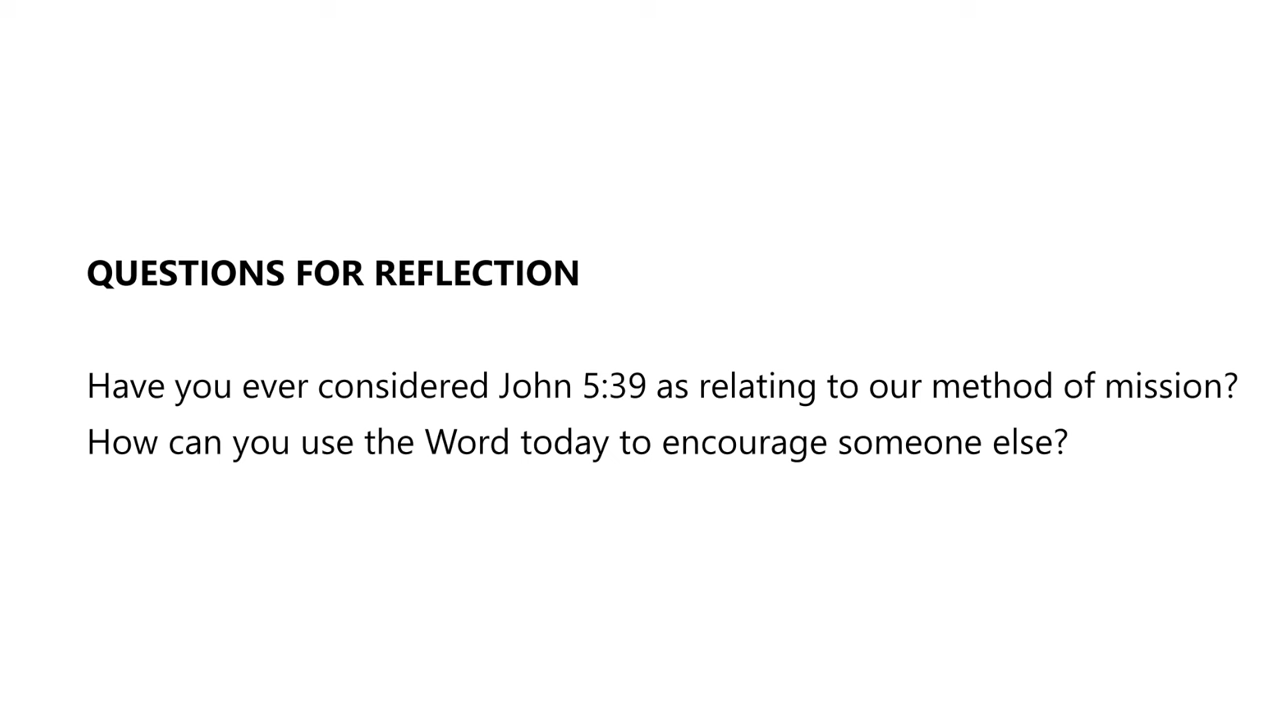 QUESTIONS FOR REFLECTION
Have you ever considered John 5:39 as relating to our method of mission?
How can you use the Word today to encourage someone else?